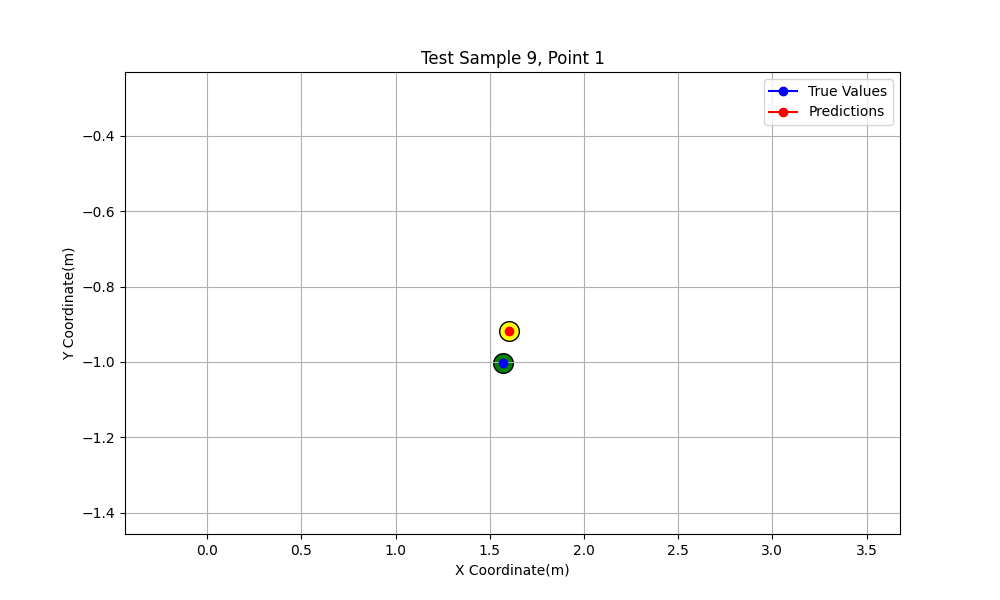 Test Sample 9, Point 1
True Values
Predictions
−0.4
−0.6
−0.8
−1.0
−1.2
−1.4
Y Coordinate(m)
0.0 0.5 1.0 1.5 2.0 2.5 3.0 3.5
X Coordinate(m)